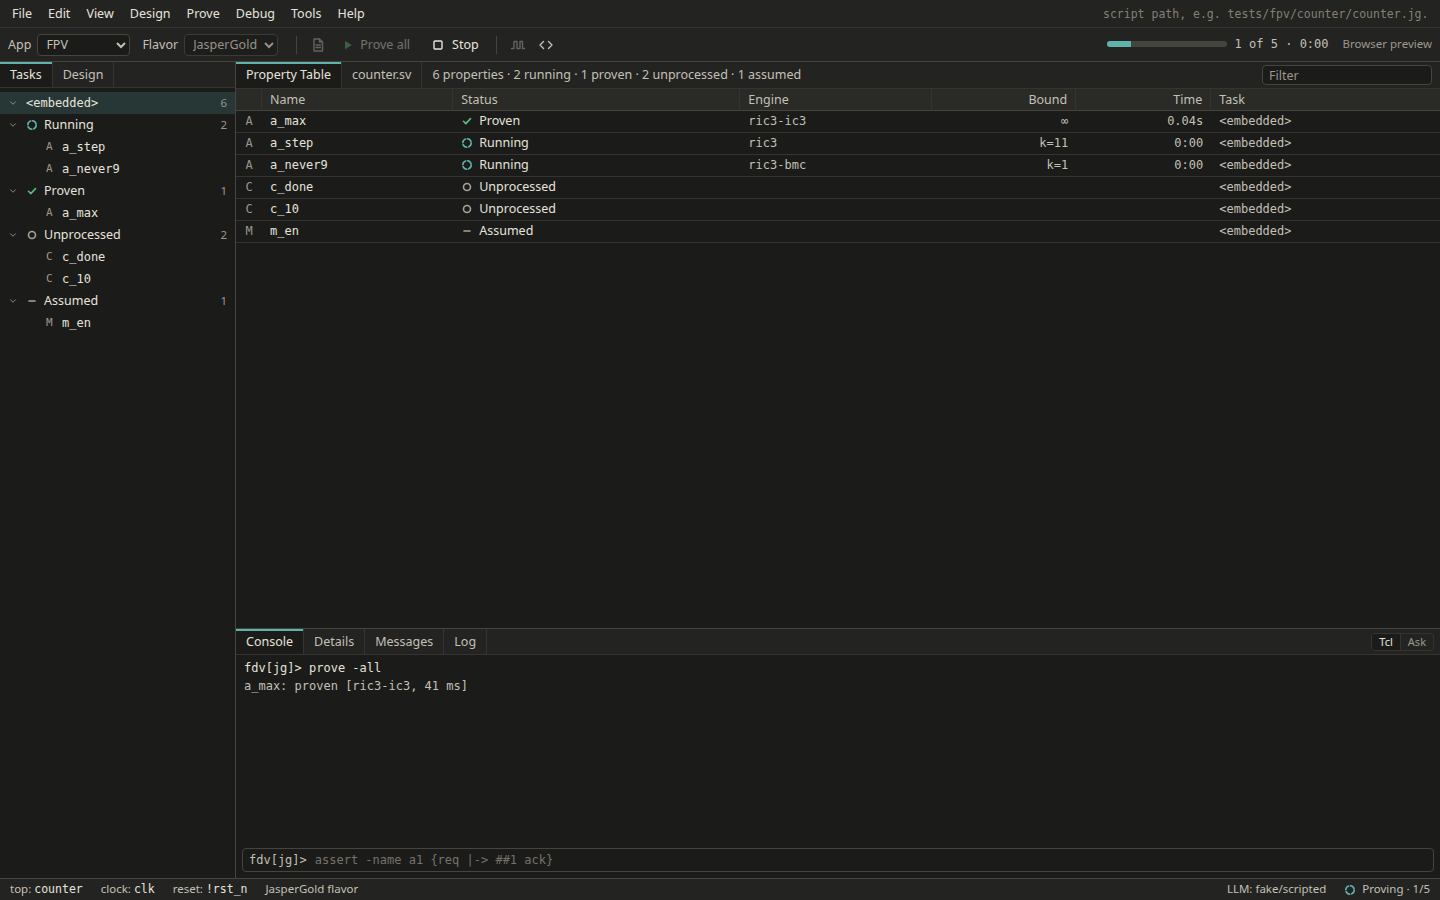 File Edit View Design Prove Debug Tools Help script path, e.g. tests/fpv/counter/counter.jg.
App FPV Flavor JasperGold Prove all Stop 1 of 5 · 0:00 Browser preview
Tasks Design Property Table counter.sv 6 properties · 2 running · 1 proven · 2 unprocessed · 1 assumed Filter
<embedded> 6
Running 2
A a_step
A a_never9
Proven 1
A a_max
Unprocessed 2
C c_done
C c_10
Assumed 1
M m_en
Name Status Engine Bound Time Task
A a_max Proven ric3-ic3 ∞ 0.04s <embedded>
A a_step Running ric3 k=11 0:00 <embedded>
A a_never9 Running ric3-bmc k=1 0:00 <embedded>
C c_done Unprocessed <embedded>
C c_10 Unprocessed <embedded>
M m_en Assumed <embedded>
Console Details Messages Log Tcl Ask
fdv[jg]> prove -all
a_max: proven [ric3-ic3, 41 ms]
fdv[jg]> assert -name a1 {req |-> ##1 ack}
top: counter clock: clk reset: !rst_n JasperGold flavor LLM: fake/scripted Proving · 1/5